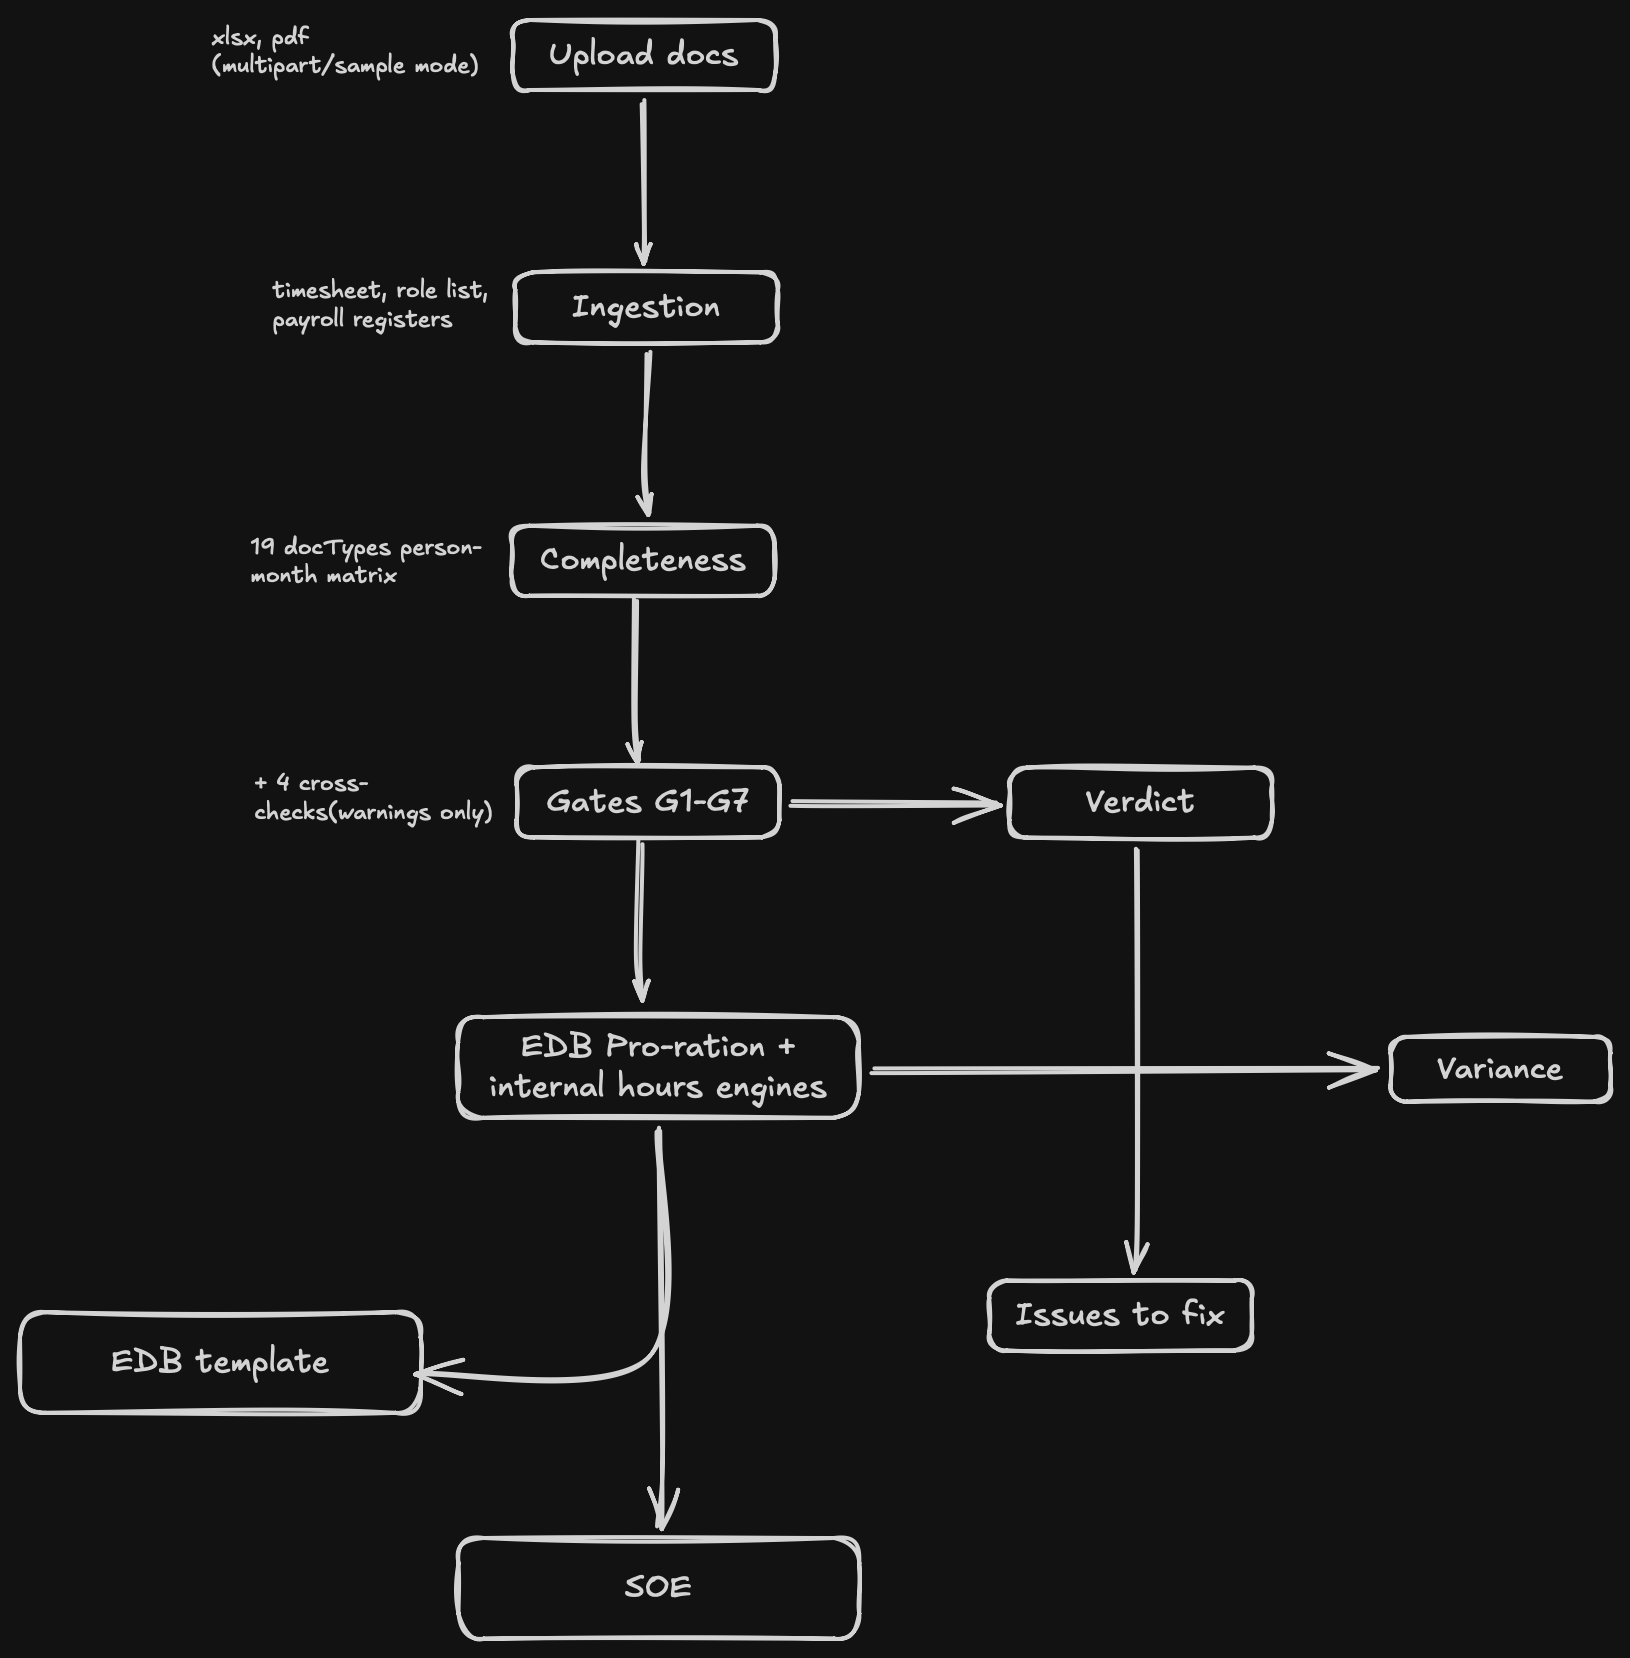 xlsx, pdf
(multipart/sample mode)
Upload docs
timesheet, role list,
payroll registers
Ingestion
19 docTypes person-
month matrix
Completeness
+ 4 cross-
checks(warnings only)
Gates G1-G7
Verdict
EDB Pro-ration +
internal hours engines
Variance
Issues to fix
EDB template
SOE